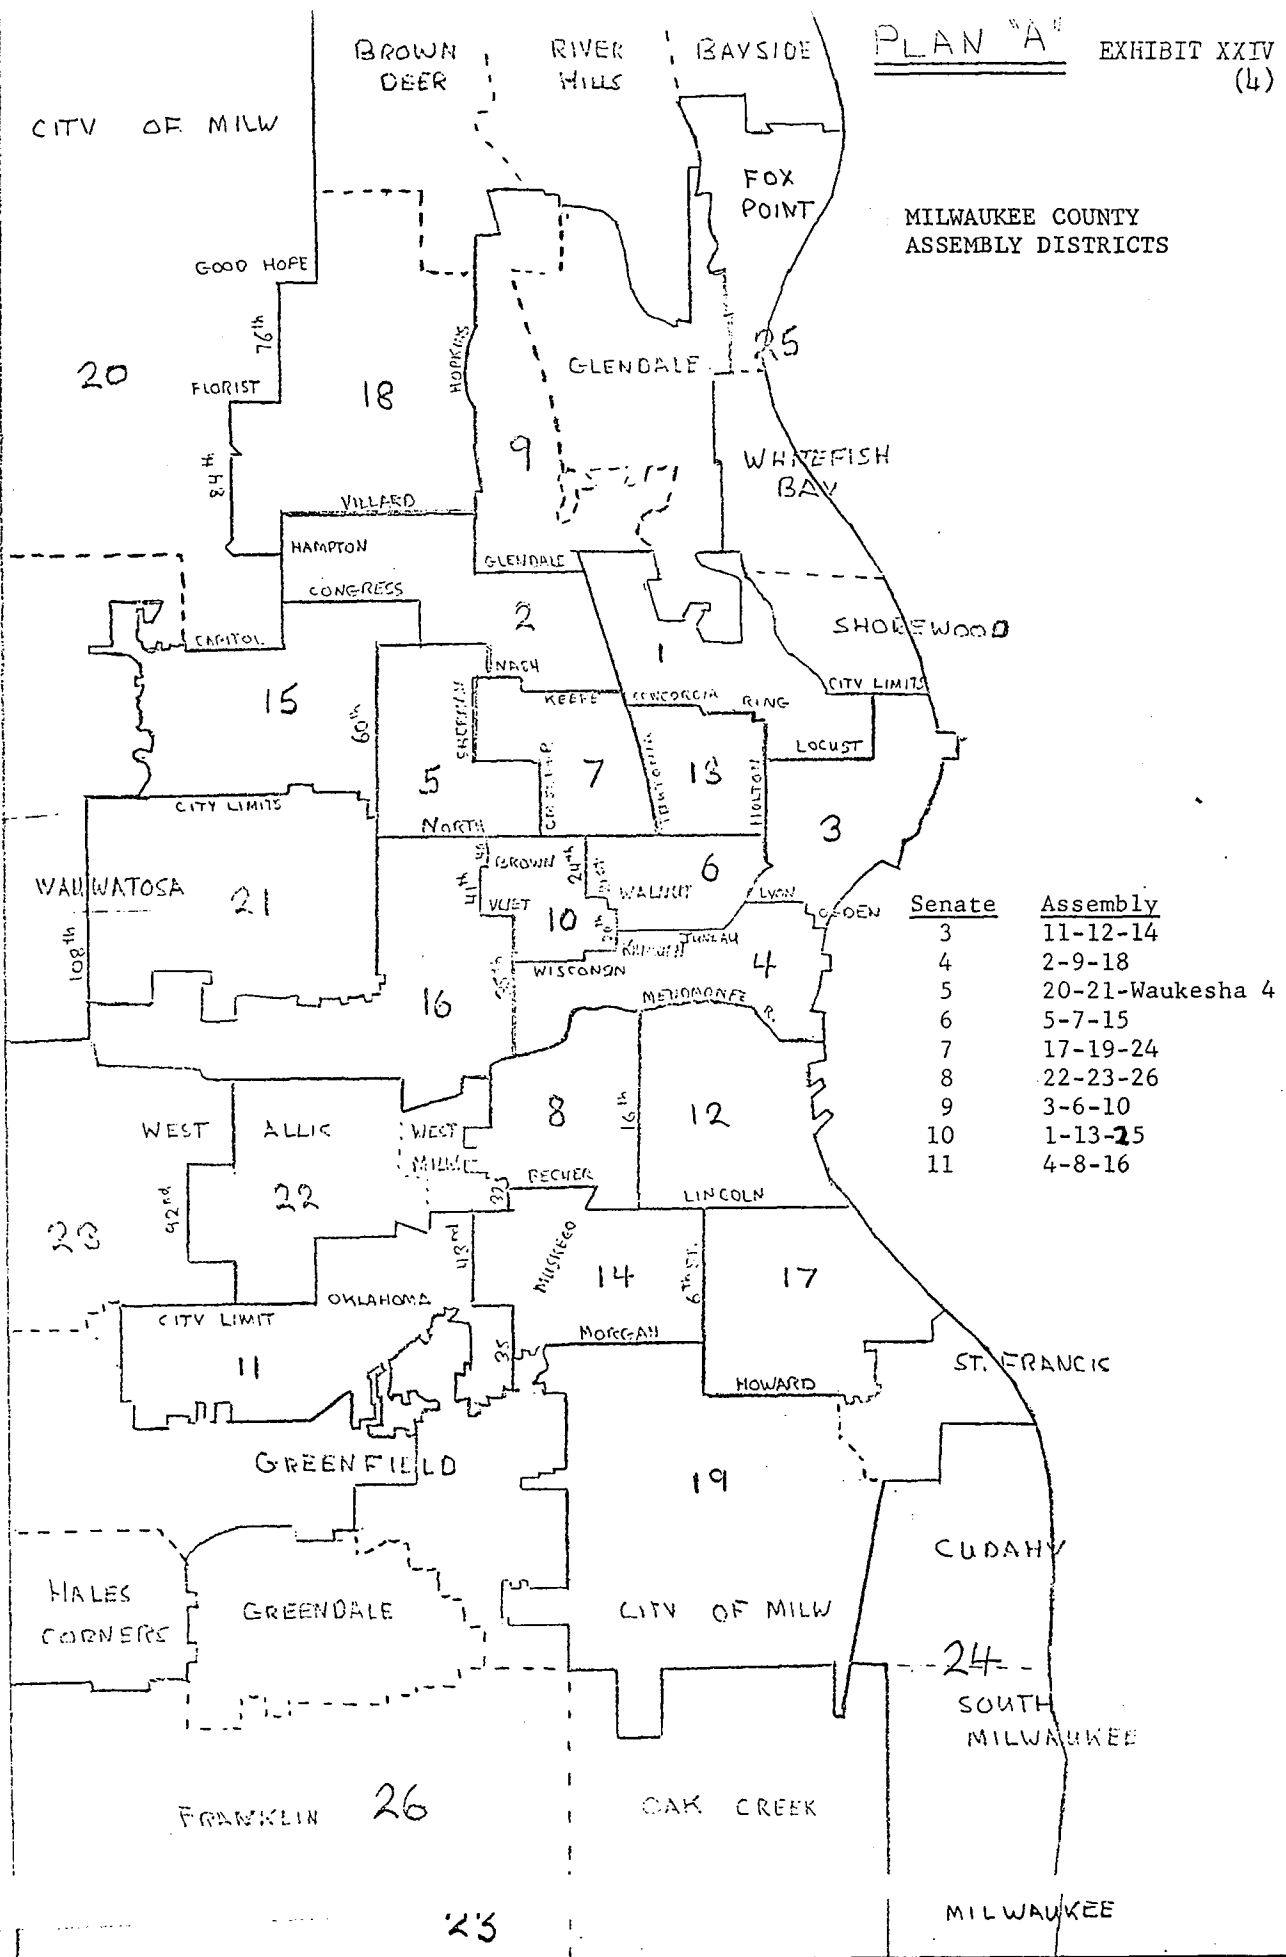 PLAN "A"
EXHIBIT XXIV
(4)
BROWN
DEER
RIVER
HILLS
BAYSIDE
CITY OF MILW
FOX
POINT
MILWAUKEE COUNTY
ASSEMBLY DISTRICTS
GOOD HOPE
76th
HOPKINS
25
20
FLORIST
18
GLENDALE
9
84th
WHITEFISH
BAY
VILLARD
HAMPTON
GLENDALE
CONGRESS
2
SHOREWOOD
CAPITOL
1
NASH
CITY LIMITS
15
SHERMAN
KEEFE
CONCORDIA
RING
60th
LOCUST
5
7
13
HOLTON
CITY LIMITS
NORTH
3
BROWN
24th
6
WAUWATOSA
21
41th
WALNUT
VLIET
10
LYON
OGDEN
108th
JUNEAU
WISCONSIN
4
35th
16
MENOMONEE
R.
Senate Assembly
3 11-12-14
4 2-9-18
5 20-21-Waukesha 4
6 5-7-15
7 17-19-24
8 22-23-26
9 3-6-10
10 1-13-25
11 4-8-16
8
16th
12
WEST ALLIS
WEST
MILW
BECHER
92nd
22
LINCOLN
23
43rd
MUSKEGO
14
6th ST.
17
OKLAHOMA
CITY LIMIT
11
35
MORGAN
ST. FRANCIS
HOWARD
GREENFIELD
19
CUDAHY
HALES
CORNERS
GREENDALE
CITY OF MILW
24
SOUTH
MILWAUKEE
FRANKLIN
26
OAK CREEK
23
MILWAUKEE